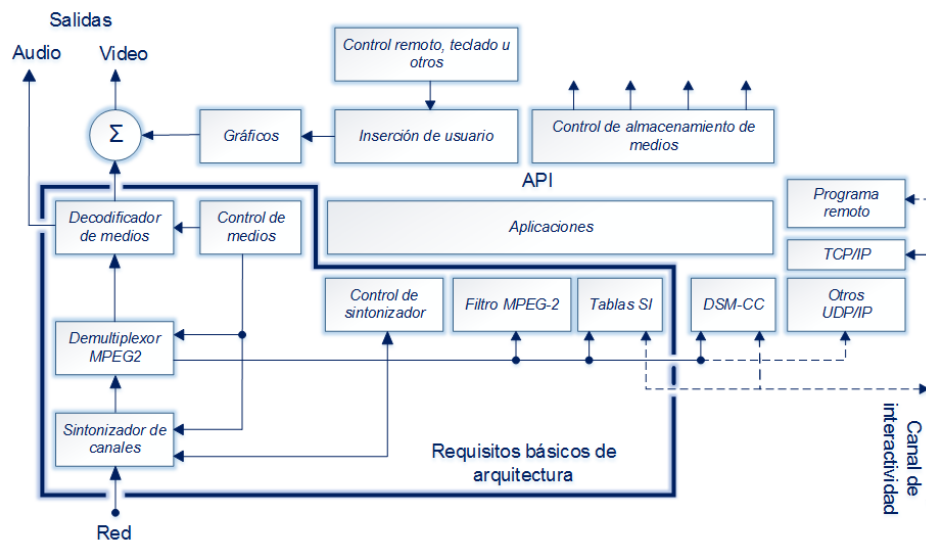 Salidas
Audio
Video
Control remoto, teclado u
otros
Σ
Gráficos
Inserción de usuario
Control de almacenamiento de
medios
API
Decodificador
de medios
Control de
medios
Aplicaciones
Programa
remoto
TCP/IP
Control de
sintonizador
Filtro MPEG-2
Tablas SI
DSM-CC
Otros
UDP/IP
Demultiplexor
MPEG2
Sintonizador de
canales
Requisitos básicos de
arquitectura
Canal de
interactividad
Red